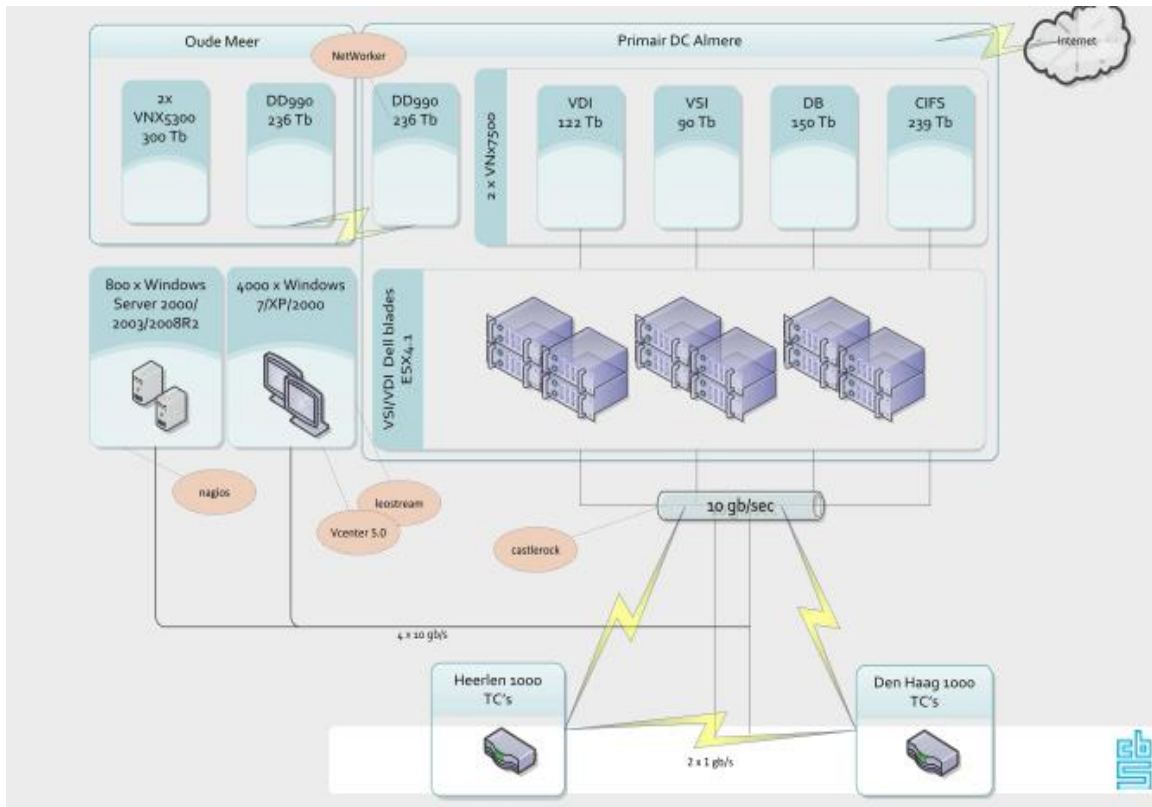 Oude Meer
Primair DC Almere
Internet
NetWorker
2x
VNX5300
300 Tb
DD990
236 Tb
DD990
236 Tb
2 x VNx7500
VDI
122 Tb
VSI
90 Tb
DB
150 Tb
CIFS
239 Tb
800 x Windows
Server 2000/
2003/2008R2
4000 x Windows
7/XP/2000
VSI/VDI Dell blades
ESX4.1
nagios
leostream
Vcenter 5.0
castlerock
10 gb/sec
4 x 10 gb/s
Heerlen 1000
TC's
Den Haag 1000
TC's
2 x 1 gb/s
cbs